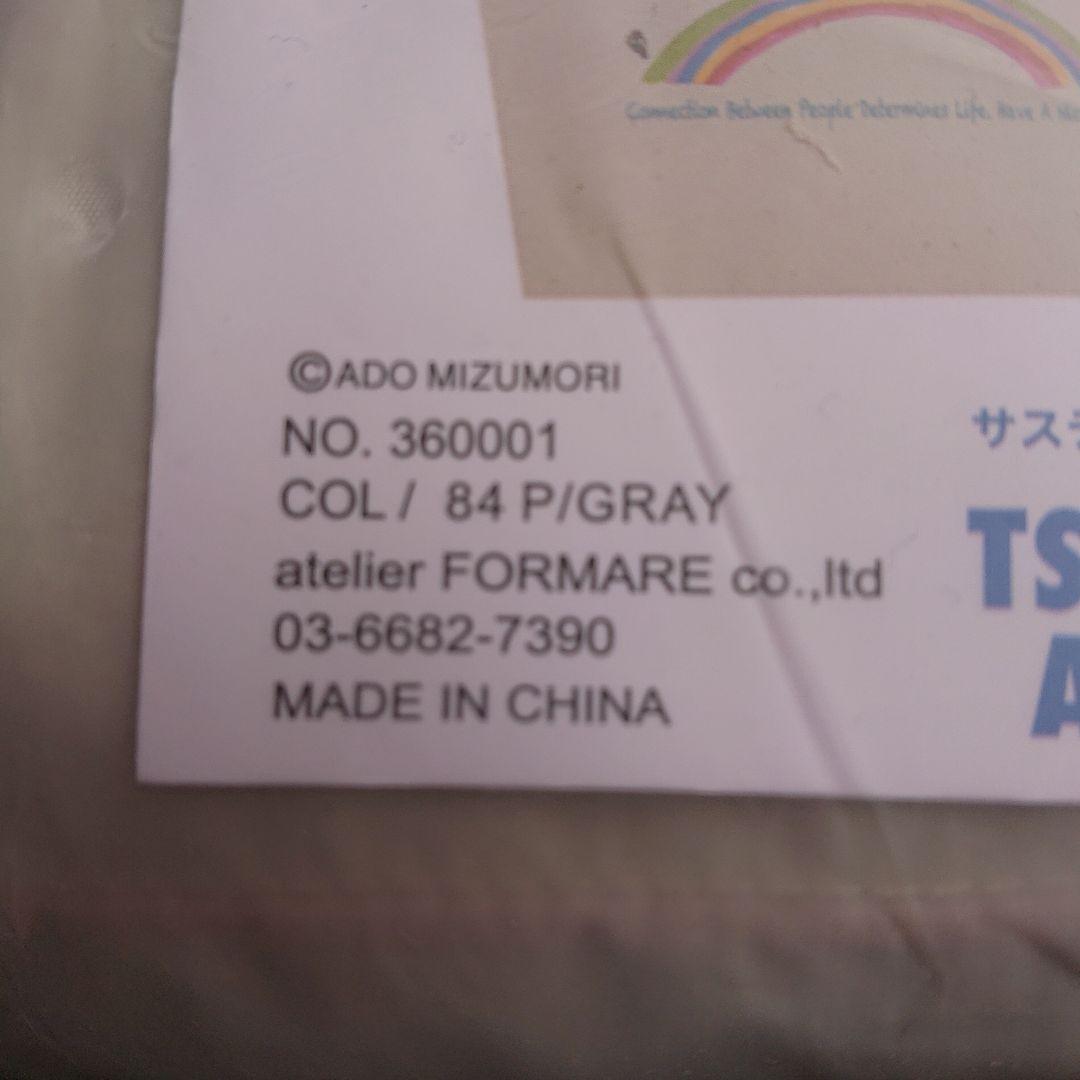 Connection Between People Determines Life. Have A
©ADO MIZUMORI
NO. 360001
COL / 84 P/GRAY
サス
atelier FORMARE co.,ltd
TS
03-6682-7390
A
MADE IN CHINA